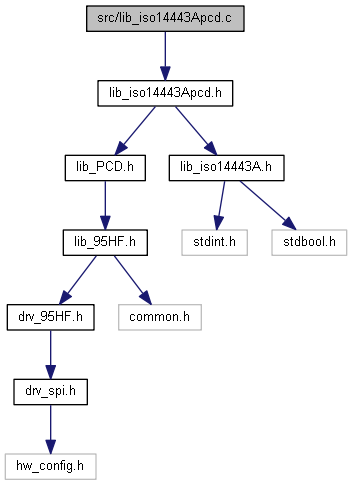 src/lib_iso14443Apcd.c
lib_iso14443Apcd.h
lib_PCD.h
lib_iso14443A.h
lib_95HF.h
stdint.h
stdbool.h
drv_95HF.h
common.h
drv_spi.h
hw_config.h